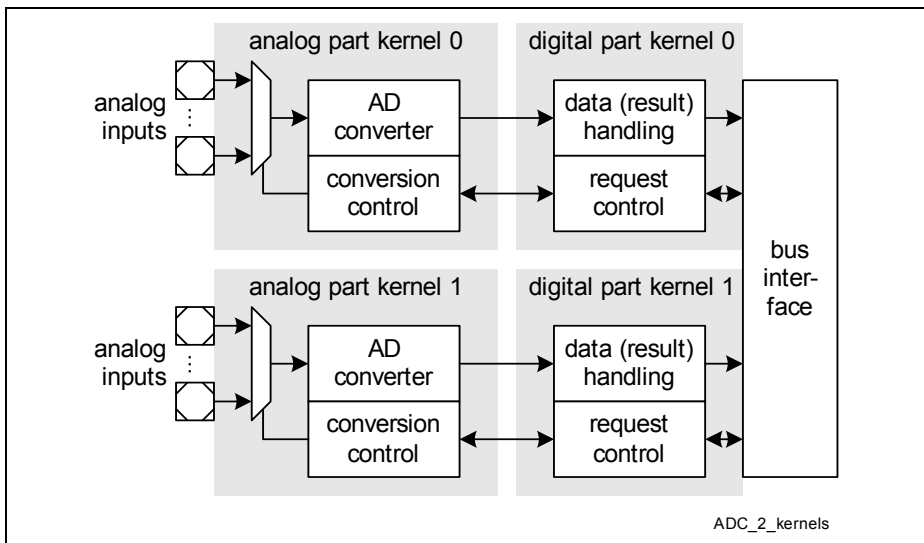 analog part kernel 0
digital part kernel 0
analog
inputs
AD
converter
data (result)
handling
conversion
control
request
control
bus
inter-
face
analog part kernel 1
digital part kernel 1
analog
inputs
AD
converter
data (result)
handling
conversion
control
request
control
ADC_2_kernels